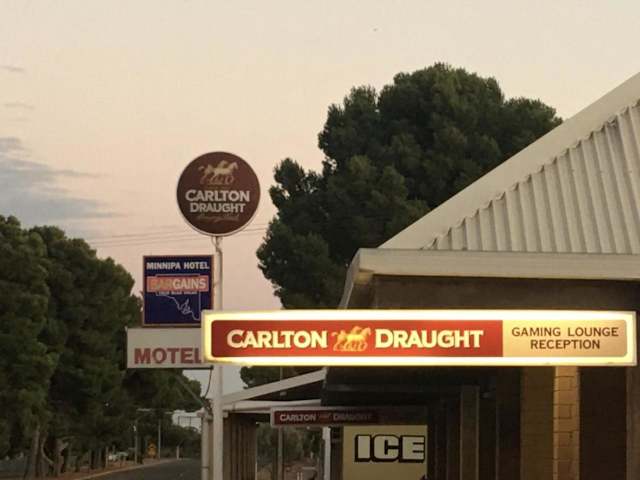 CARLTON
DRAUGHT
MINNIPA HOTEL
BARGAINS
MOTEL
CARLTON DRAUGHT
GAMING LOUNGE
RECEPTION
CARLTON DRAUGHT
ICE